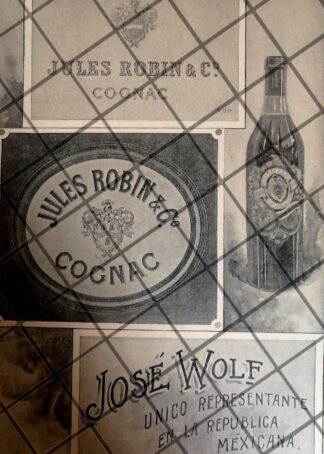 JULES ROBIN & Cº
COGNAC
JULES ROBIN & Cº
COGNAC
JOSÉ WOLF
UNICO REPRESENTANTE
EN LA REPUBLICA
MEXICANA.